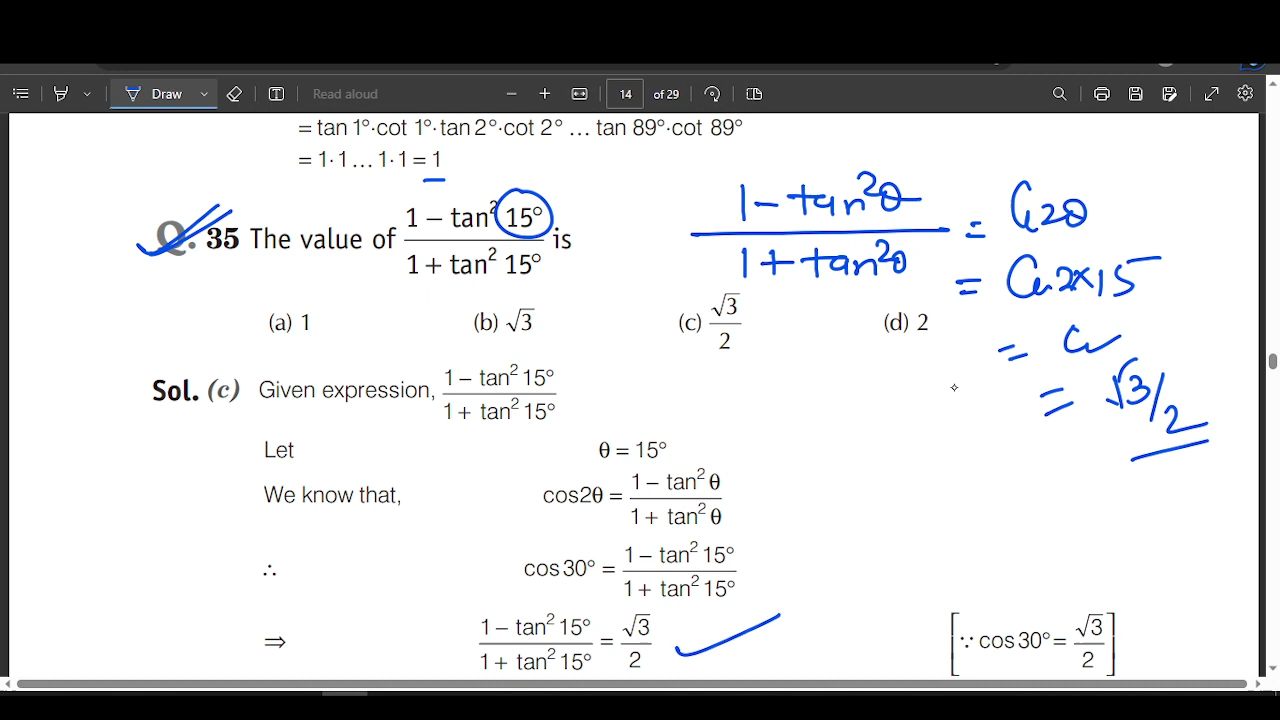 Draw
Read aloud
14 of 29
= tan 1°·cot 1°·tan 2°·cot 2° … tan 89°·cot 89°
= 1·1 … 1·1 = 1
Q. 35 The value of (1 − tan² 15°)/(1 + tan² 15°) is
(a) 1 (b) √3 (c) √3/2 (d) 2
Sol. (c) Given expression, (1 − tan² 15°)/(1 + tan² 15°)
Let θ = 15°
We know that, cos2θ = (1 − tan² θ)/(1 + tan² θ)
∴ cos 30° = (1 − tan² 15°)/(1 + tan² 15°)
⇒ (1 − tan² 15°)/(1 + tan² 15°) = √3/2 [∵ cos 30° = √3/2]
(1 − tan²θ)/(1 + tan²θ) = 2θ
= 2×15
=
= √3/2